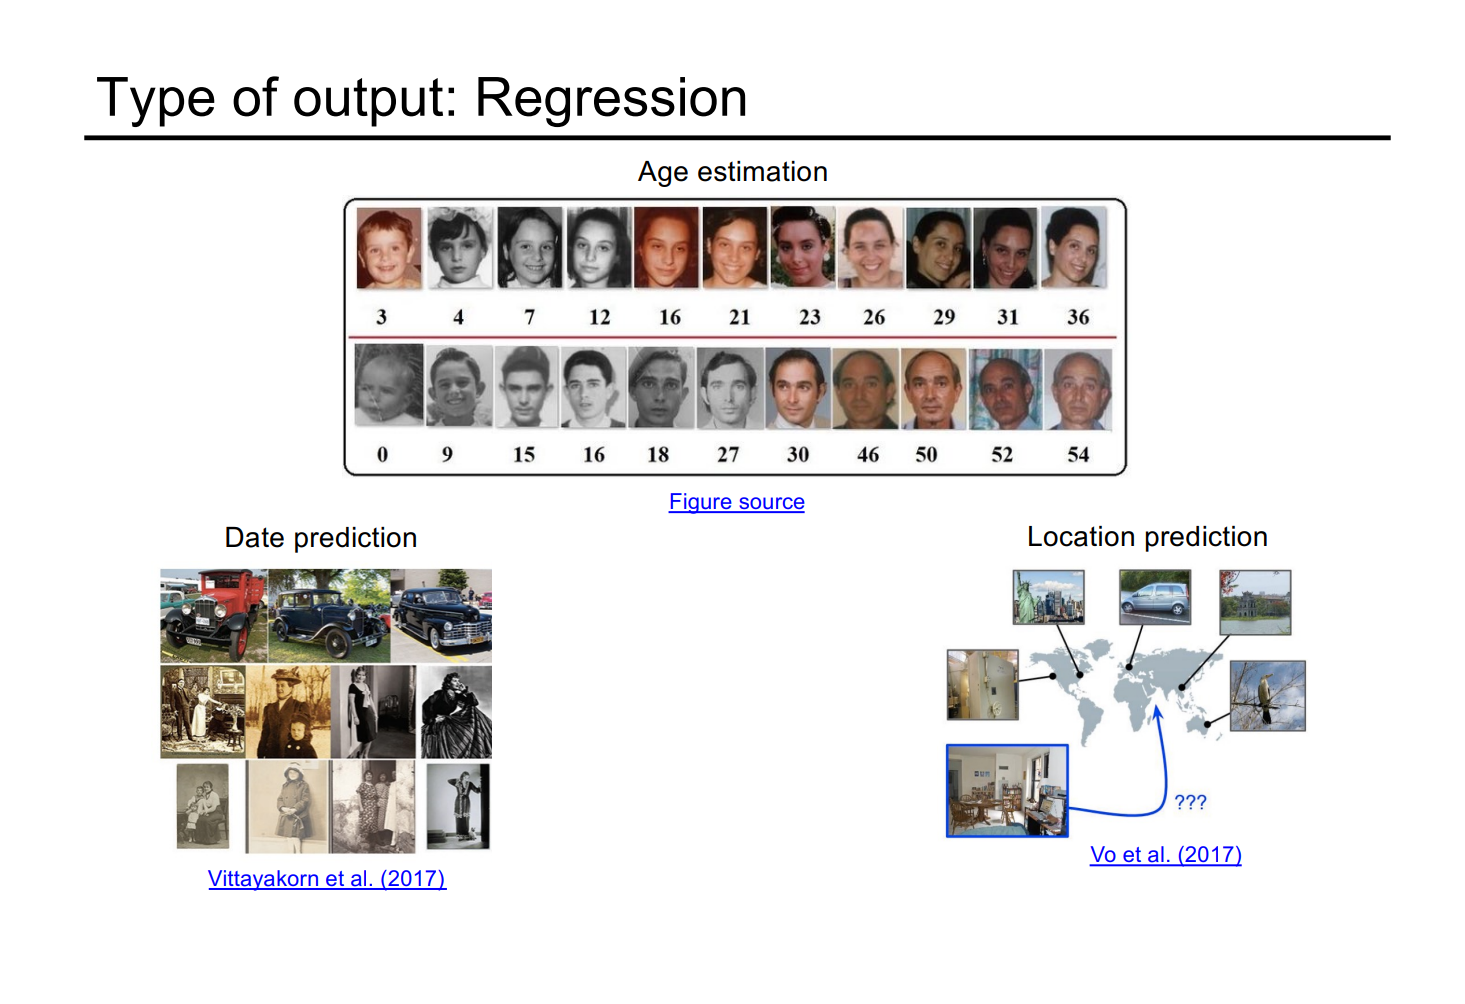 Type of output: Regression
Age estimation
3 4 7 12 16 21 23 26 29 31 36
0 9 15 16 18 27 30 46 50 52 54
Figure source
Date prediction
Vittayakorn et al. (2017)
Location prediction
???
Vo et al. (2017)